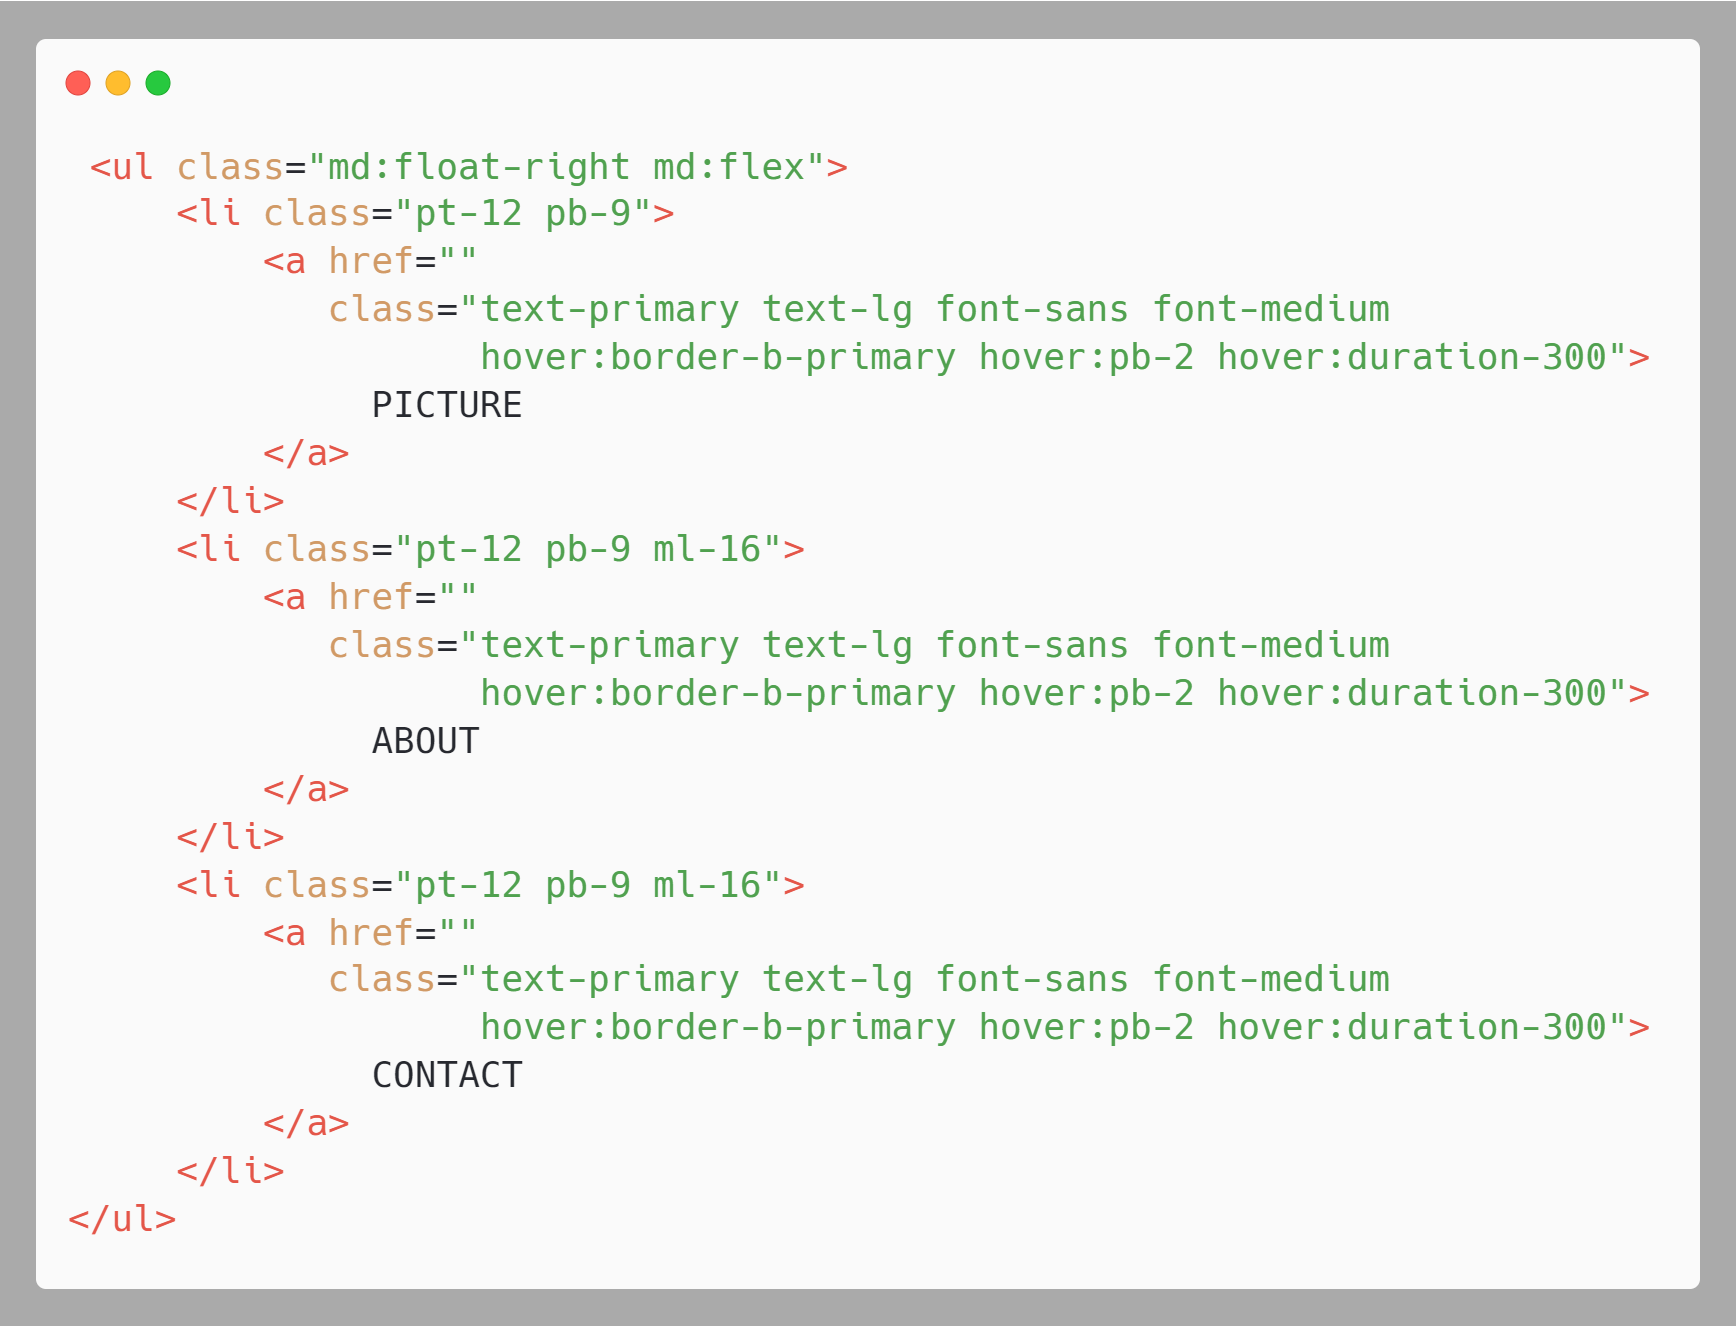 <ul class="md:float-right md:flex">
<li class="pt-12 pb-9">
<a href=""
class="text-primary text-lg font-sans font-medium
hover:border-b-primary hover:pb-2 hover:duration-300">
PICTURE
</a>
</li>
<li class="pt-12 pb-9 ml-16">
<a href=""
class="text-primary text-lg font-sans font-medium
hover:border-b-primary hover:pb-2 hover:duration-300">
ABOUT
</a>
</li>
<li class="pt-12 pb-9 ml-16">
<a href=""
class="text-primary text-lg font-sans font-medium
hover:border-b-primary hover:pb-2 hover:duration-300">
CONTACT
</a>
</li>
</ul>